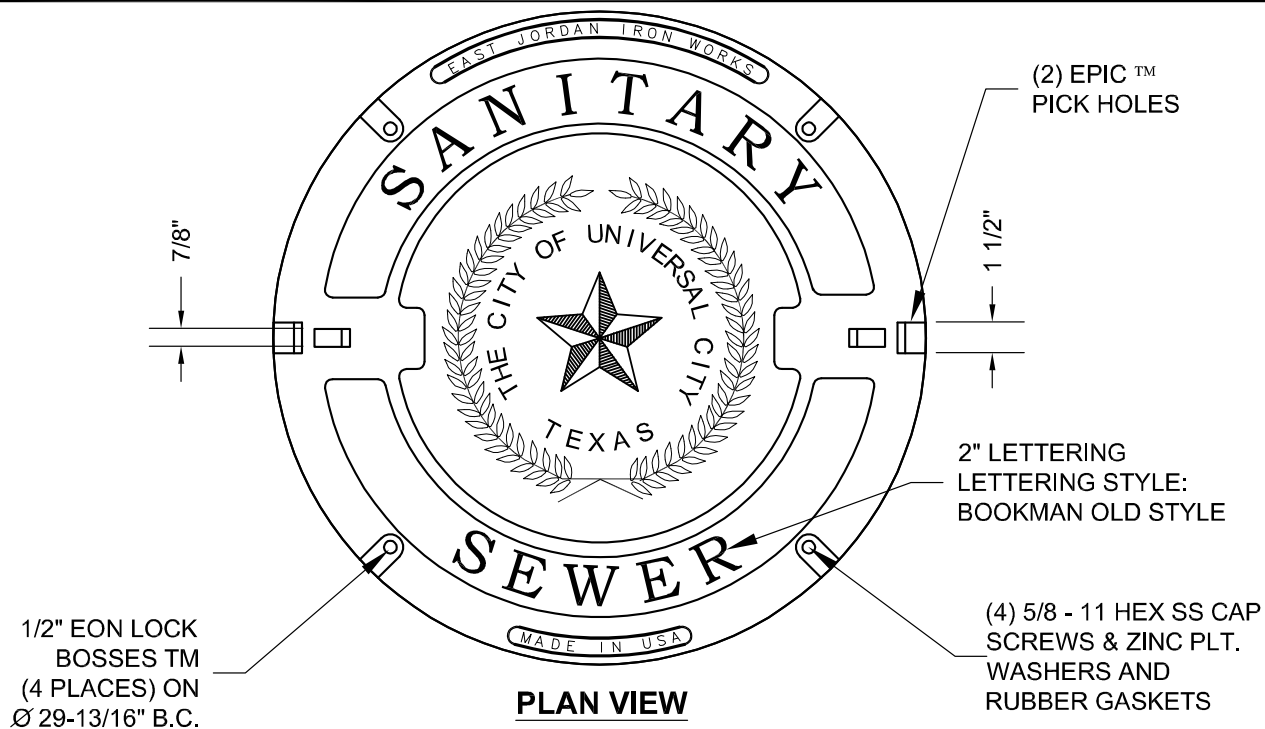 EAST JORDAN IRON WORKS
SANITARY
(2) EPIC ™
PICK HOLES
7/8"
1 1/2"
THE CITY OF UNIVERSAL CITY
TEXAS
2" LETTERING
LETTERING STYLE:
BOOKMAN OLD STYLE
SEWER
MADE IN USA
1/2" EON LOCK
BOSSES TM
(4 PLACES) ON
Ø 29-13/16" B.C.
(4) 5/8 - 11 HEX SS CAP
SCREWS & ZINC PLT.
WASHERS AND
RUBBER GASKETS
PLAN VIEW